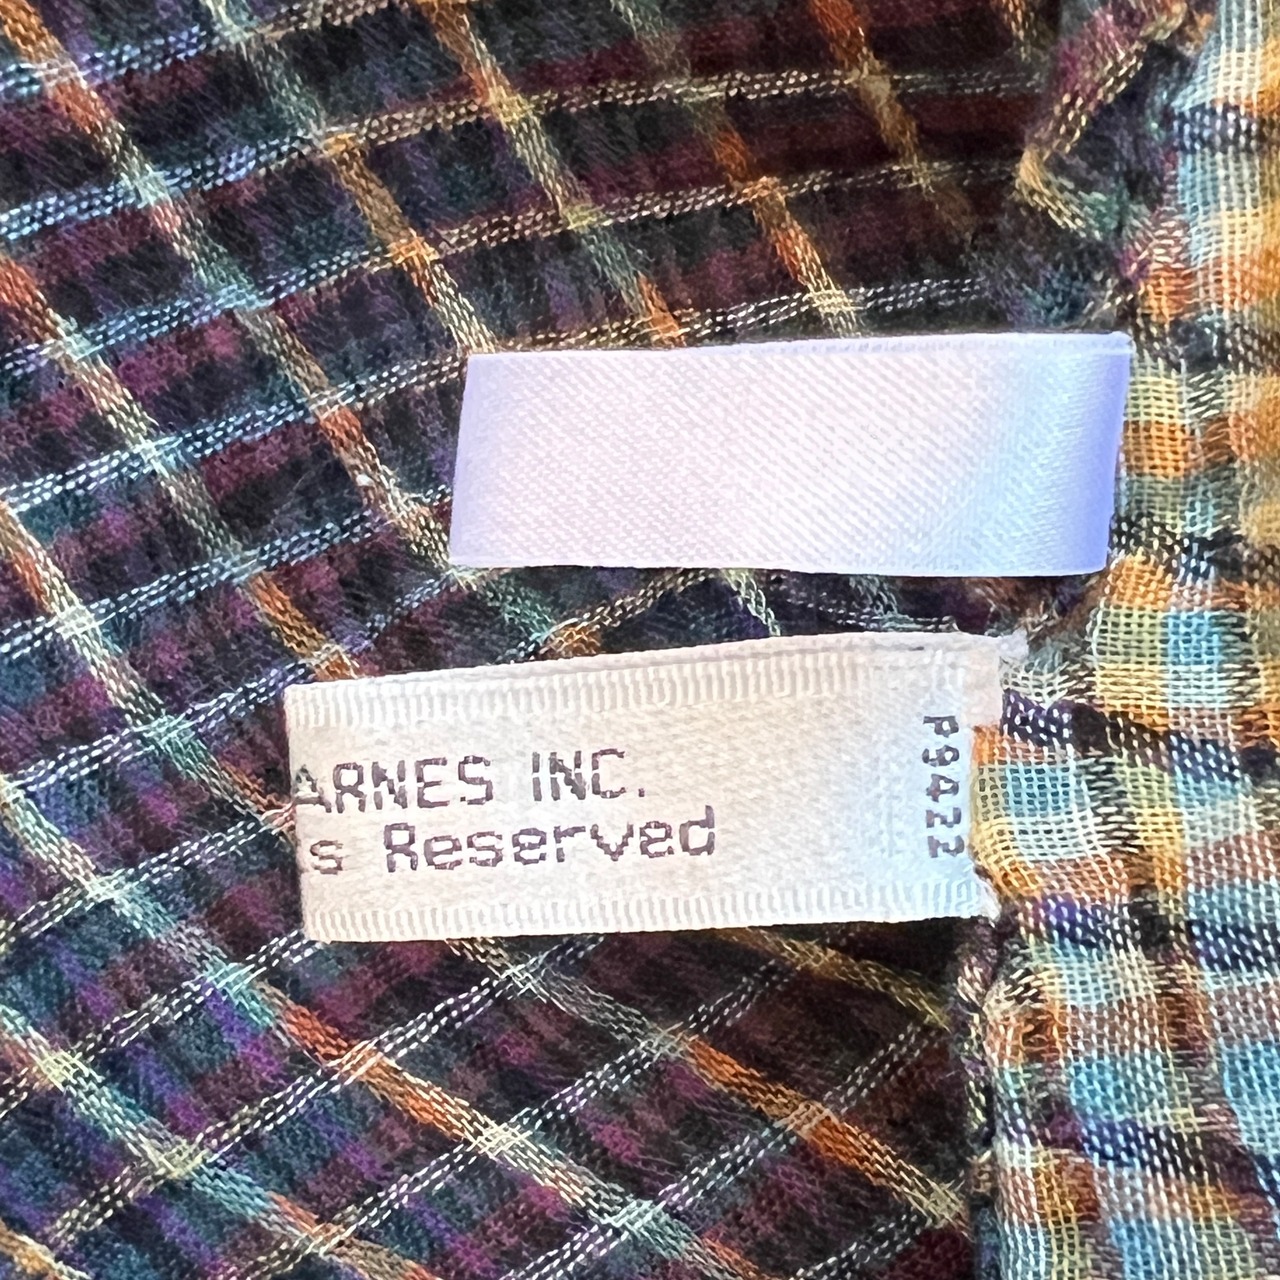 ARNES INC.
s Reserved
P9422